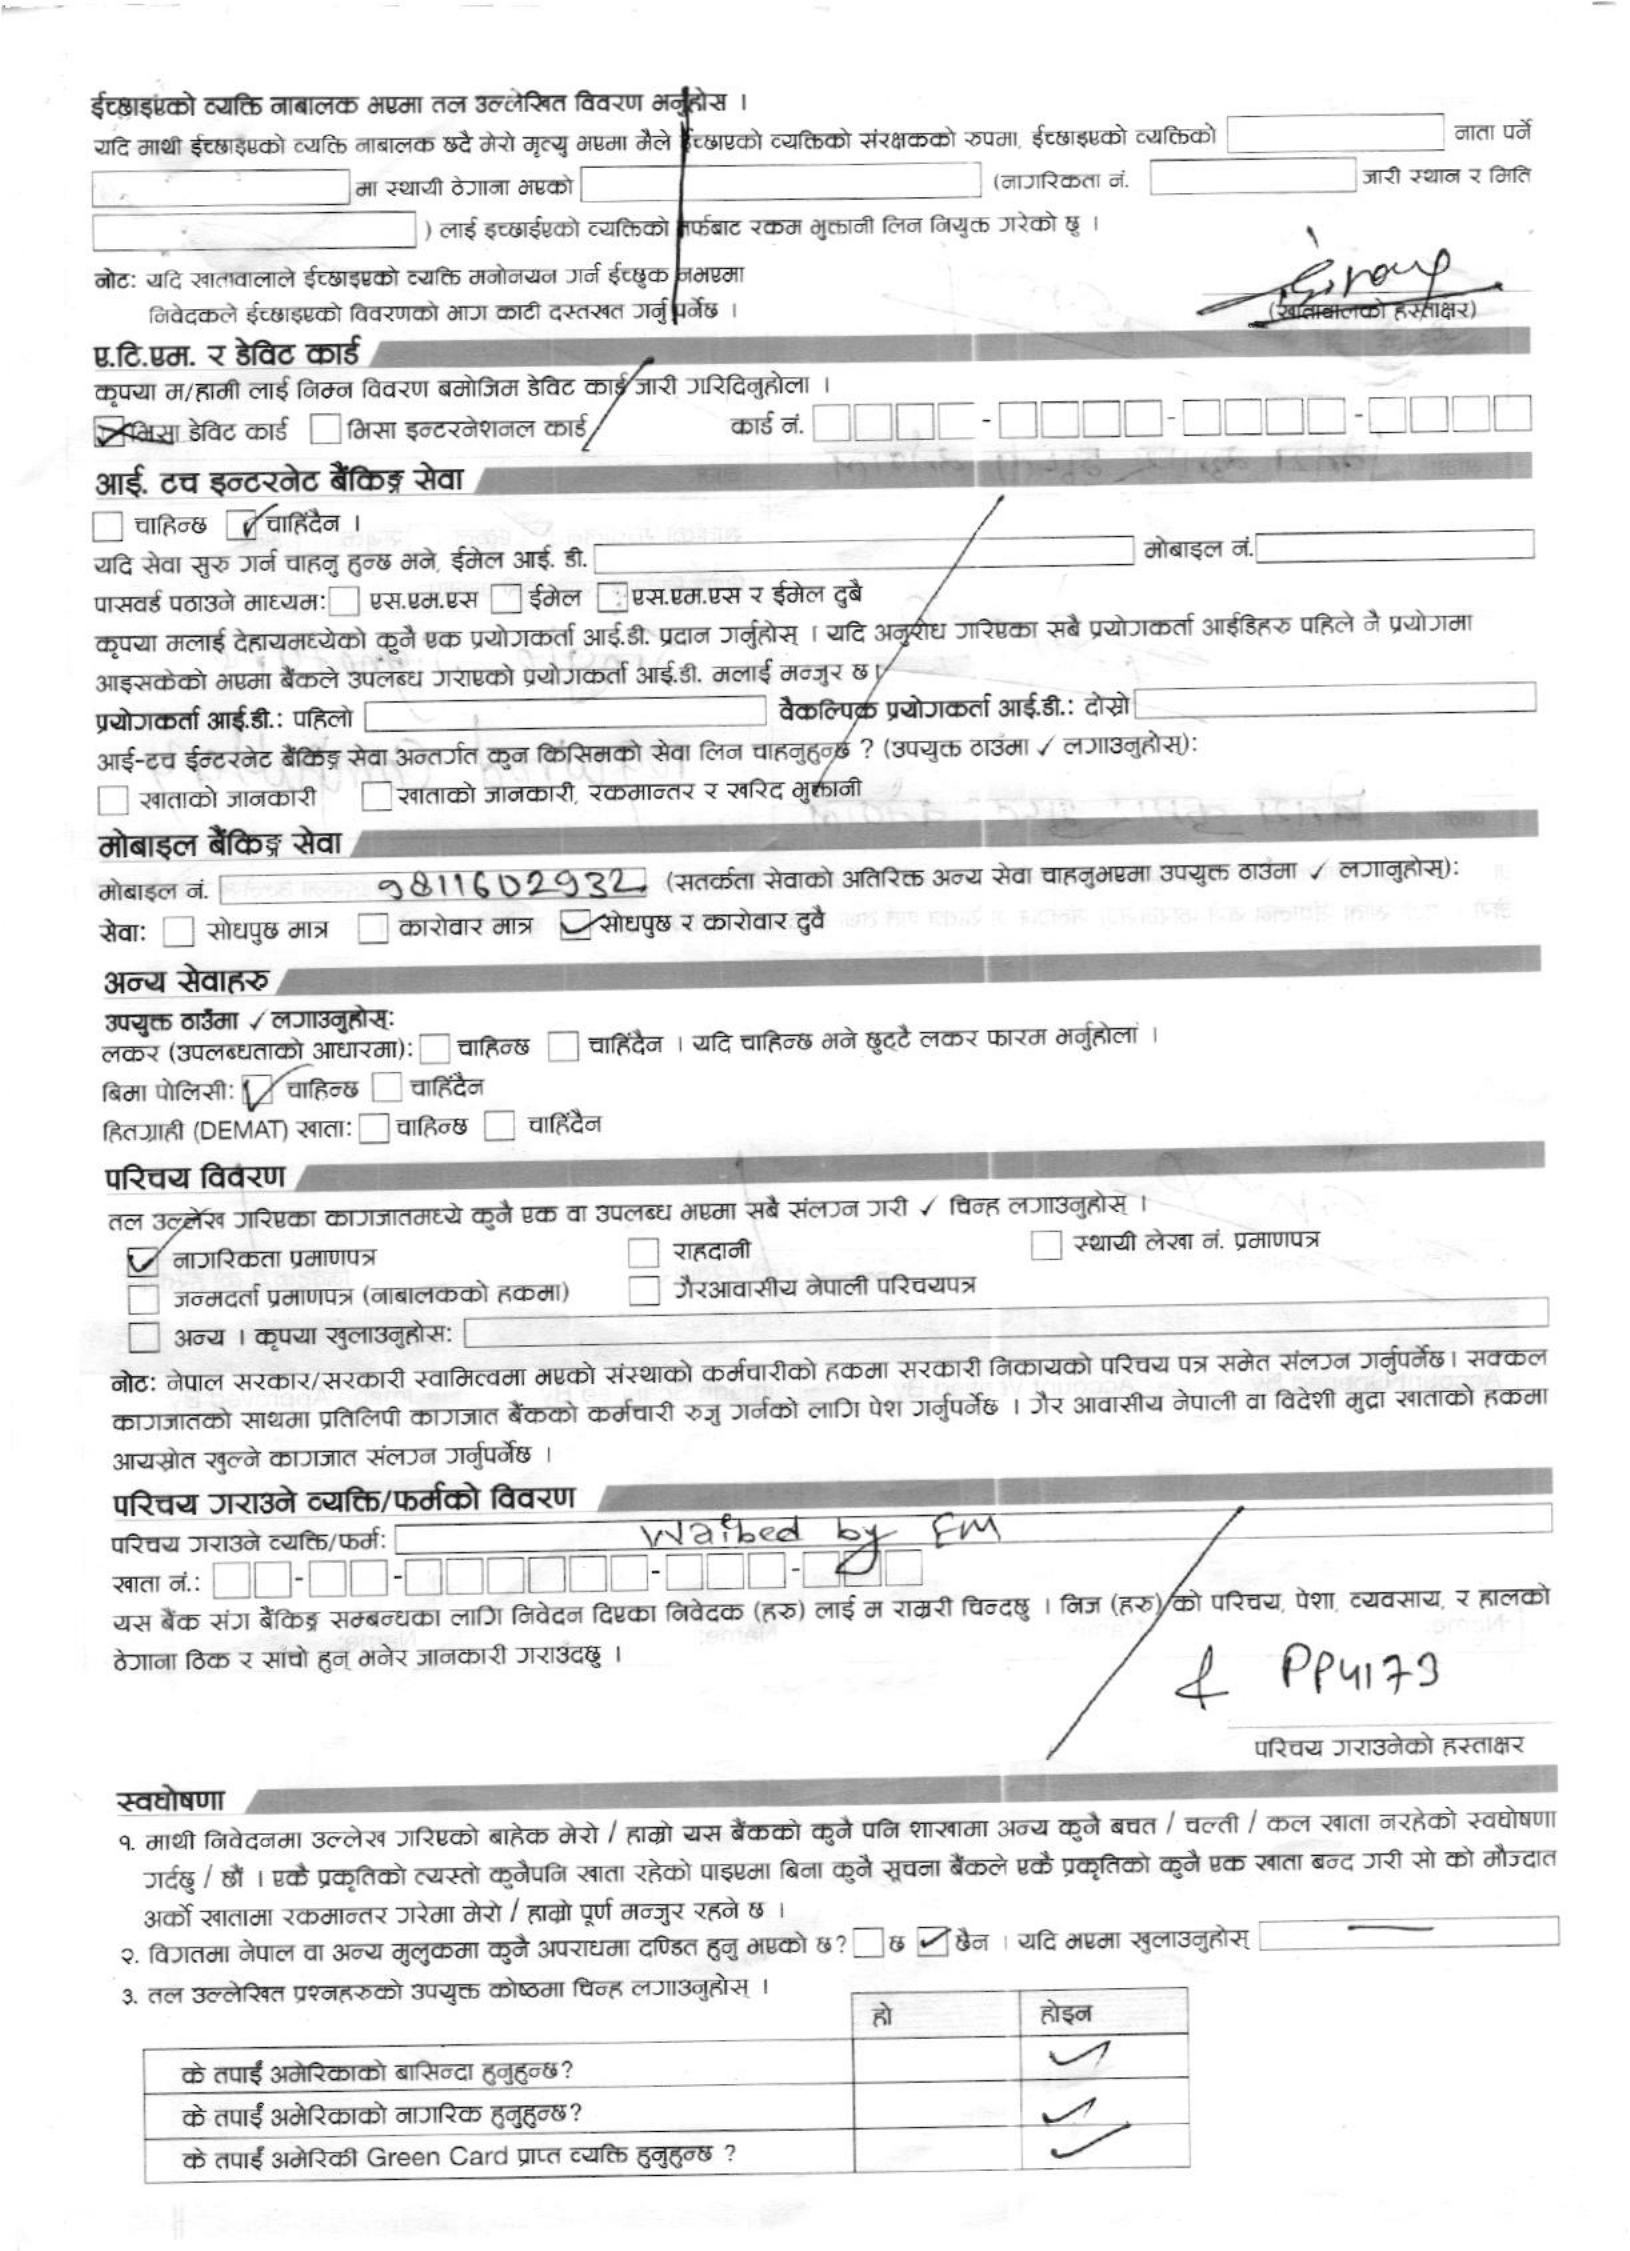 ईच्छाइएको व्यक्ति नाबालक भएमा तल उल्लेखित विवरण भर्नुहोस ।
यदि माथी ईच्छाईएको व्यक्ति नाबालक छदै मेरो मृत्यु भएमा मैले ईच्छाएको व्यक्तिको संरक्षकको रुपमा, ईच्छाइएको व्यक्तिको नाता पर्ने
मा स्थायी ठेगाना भएको (नागरिकता नं. जारी स्थान र मिति
) लाई इच्छाईएको व्यक्तिको तर्फबाट रकम भुक्तानी लिन नियुक्त गरेको छु ।
नोट: यदि खातावालाले ईच्छाइएको व्यक्ति मनोनयन गर्न ईच्छुक नभएमा
निवेदकले ईच्छाइएको विवरणको भाग काटी दस्तखत गर्नु पर्नेछ ।
(खातावालको हस्ताक्षर)
ए.टि.एम. र डेविट कार्ड
कृपया म/हामी लाई निम्न विवरण बमोजिम डेविट कार्ड जारी गरिदिनुहोला ।
भिसा डेविट कार्ड भिसा इन्टरनेशनल कार्ड कार्ड नं. - - -
आई. टच इन्टरनेट बैंकिङ्ग सेवा
चाहिन्छ ✓ चाहिंदैन ।
यदि सेवा सुरु गर्न चाहनु हुन्छ भने, ईमेल आई. डी. मोबाइल नं.
पासवर्ड पठाउने माध्यम: एस.एम.एस ईमेल एस.एम.एस र ईमेल दुबै
कृपया मलाई देहायमध्येको कुनै एक प्रयोगकर्ता आई.डी. प्रदान गर्नुहोस् । यदि अनुरोध गरिएका सबै प्रयोगकर्ता आईडिहरु पहिले नै प्रयोगमा
आइसकेको भएमा बैंकले उपलब्ध गराएको प्रयोगकर्ता आई.डी. मलाई मन्जुर छ ।
प्रयोगकर्ता आई.डी.: पहिलो वैकल्पिक प्रयोगकर्ता आई.डी.: दोस्रो
आई-टच ईन्टरनेट बैंकिङ्ग सेवा अन्तर्गत कुन किसिमको सेवा लिन चाहनुहुन्छ ? (उपयुक्त ठाउंमा ✓ लगाउनुहोस्):
खाताको जानकारी खाताको जानकारी, रकमान्तर र खरिद भुक्तानी
मोबाइल बैंकिङ्ग सेवा
मोबाइल नं. 9811602932 (सतर्कता सेवाको अतिरिक्त अन्य सेवा चाहनुभएमा उपयुक्त ठाउंमा ✓ लगानुहोस्):
सेवा: सोधपुछ मात्र कारोवार मात्र ✓ सोधपुछ र कारोवार दुवै
अन्य सेवाहरु
उपयुक्त ठाउँमा ✓ लगाउनुहोस्:
लकर (उपलब्धताको आधारमा): चाहिन्छ चाहिंदैन । यदि चाहिन्छ भने छुट्टै लकर फारम भर्नुहोला ।
बिमा पोलिसी: ✓ चाहिन्छ चाहिंदैन
हितग्राही (DEMAT) खाता: चाहिन्छ चाहिंदैन
परिचय विवरण
तल उल्लेख गरिएका कागजातमध्ये कुनै एक वा उपलब्ध भएमा सबै संलग्न गरी ✓ चिन्ह लगाउनुहोस् ।
✓ नागरिकता प्रमाणपत्र राहदानी स्थायी लेखा नं. प्रमाणपत्र
जन्मदर्ता प्रमाणपत्र (नाबालकको हकमा) गैरआवासीय नेपाली परिचयपत्र
अन्य । कृपया खुलाउनुहोस:
नोट: नेपाल सरकार/सरकारी स्वामित्वमा भएको संस्थाको कर्मचारीको हकमा सरकारी निकायको परिचय पत्र समेत संलग्न गर्नुपर्नेछ। सक्कल
कागजातको साथमा प्रतिलिपी कागजात बैंकको कर्मचारी रुजु गर्नको लागि पेश गर्नुपर्नेछ । गैर आवासीय नेपाली वा विदेशी मुद्रा खाताको हकमा
आयस्रोत खुल्ने कागजात संलग्न गर्नुपर्नेछ ।
परिचय गराउने व्यक्ति/फर्मको विवरण
परिचय गराउने व्यक्ति/फर्म: Waibed by FM
खाता नं.: - - - -
यस बैंक संग बैंकिङ्ग सम्बन्धका लागि निवेदन दिएका निवेदक (हरु) लाई म राम्ररी चिन्दछु । निज (हरु) को परिचय, पेशा, व्यवसाय, र हालको
ठेगाना ठिक र सांचो हुन् भनेर जानकारी गराउंदछु ।
PP4173
परिचय गराउनेको हस्ताक्षर
स्वघोषणा
१. माथी निवेदनमा उल्लेख गरिएको बाहेक मेरो / हाम्रो यस बैंकको कुनै पनि शाखामा अन्य कुनै बचत / चल्ती / कल खाता नरहेको स्वघोषणा
गर्दछु / छौं । एकै प्रकृतिको त्यस्तो कुनैपनि खाता रहेको पाइएमा बिना कुनै सूचना बैंकले एकै प्रकृतिको कुनै एक खाता बन्द गरी सो को मौज्दात
अर्को खातामा रकमान्तर गरेमा मेरो / हाम्रो पूर्ण मन्जुर रहने छ ।
२. विगतमा नेपाल वा अन्य मुलुकमा कुनै अपराधमा दण्डित हुनु भएको छ? छ ✓ छैन । यदि भएमा खुलाउनुहोस्
३. तल उल्लेखित प्रश्नहरुको उपयुक्त कोष्ठमा चिन्ह लगाउनुहोस् ।
हो होइन
के तपाईं अमेरिकाको बासिन्दा हुनुहुन्छ? ✓
के तपाईं अमेरिकाको नागरिक हुनुहुन्छ? ✓
के तपाईं अमेरिकी Green Card प्राप्त व्यक्ति हुनुहुन्छ ? ✓